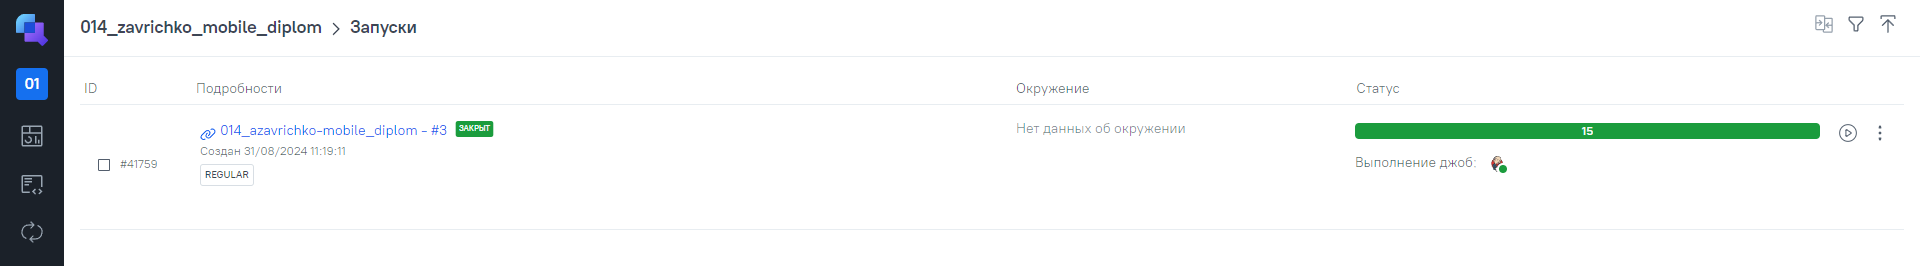 014_zavrichko_mobile_diplom > Запуски
01
ID Подробности Окружение Статус
014_azavrichko-mobile_diplom - #3 ЗАКРЫТ
Нет данных об окружении
15
Создан 31/08/2024 11:19:11
#41759
Выполнение джоб:
REGULAR